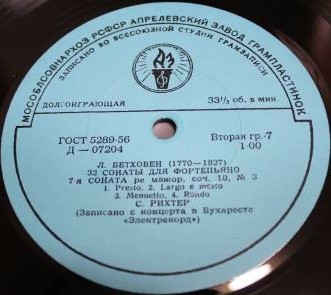 МОСОБЛСОВНАРХОЗ РСФСР АПРЕЛЕВСКИЙ ЗАВОД ГРАМПЛАСТИНОК
ЗАПИСАНО ВО ВСЕСОЮЗНОЙ СТУДИИ ГРАМЗАПИСИ
АЗ
ДОЛГОИГРАЮЩАЯ 33⅓ об. в мин.
ГОСТ 5289-56 Вторая гр.-7
Д — 07204 1-00
Л. БЕТХОВЕН (1770—1827)
32 СОНАТЫ ДЛЯ ФОРТЕПЬЯНО
7-я СОНАТА ре мажор, соч. 10, № 3
1. Presto, 2. Largo e mesto
3. Menuetto, 4. Rondo
С. РИХТЕР
(Записано с концерта в Бухаресте
«Электрекорд»)